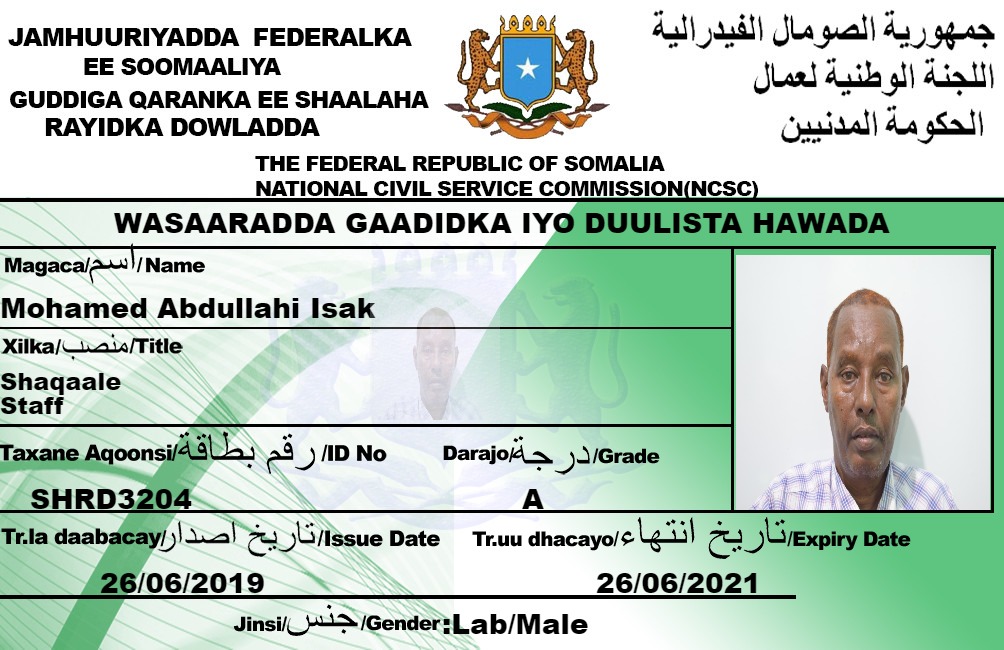 JAMHUURIYADDA FEDERALKA
EE SOOMAALIYA
GUDDIGA QARANKA EE SHAALAHA
RAYIDKA DOWLADDA
جمهورية الصومال الفيدرالية
اللجنة الوطنية لعمال
الحكومة المدنيين
THE FEDERAL REPUBLIC OF SOMALIA
NATIONAL CIVIL SERVICE COMMISSION(NCSC)
WASAARADDA GAADIDKA IYO DUULISTA HAWADA
Magaca/اسم/Name
Mohamed Abdullahi Isak
Xilka/منصب/Title
Shaqaale
Staff
Taxane Aqoonsi/رقم بطاقة/ID No
SHRD3204
Darajo/درجة/Grade
A
Tr.la daabacay/تاريخ اصدار/Issue Date
26/06/2019
Tr.uu dhacayo/تاريخ انتهاء/Expiry Date
26/06/2021
Jinsi/جنس/Gender:Lab/Male